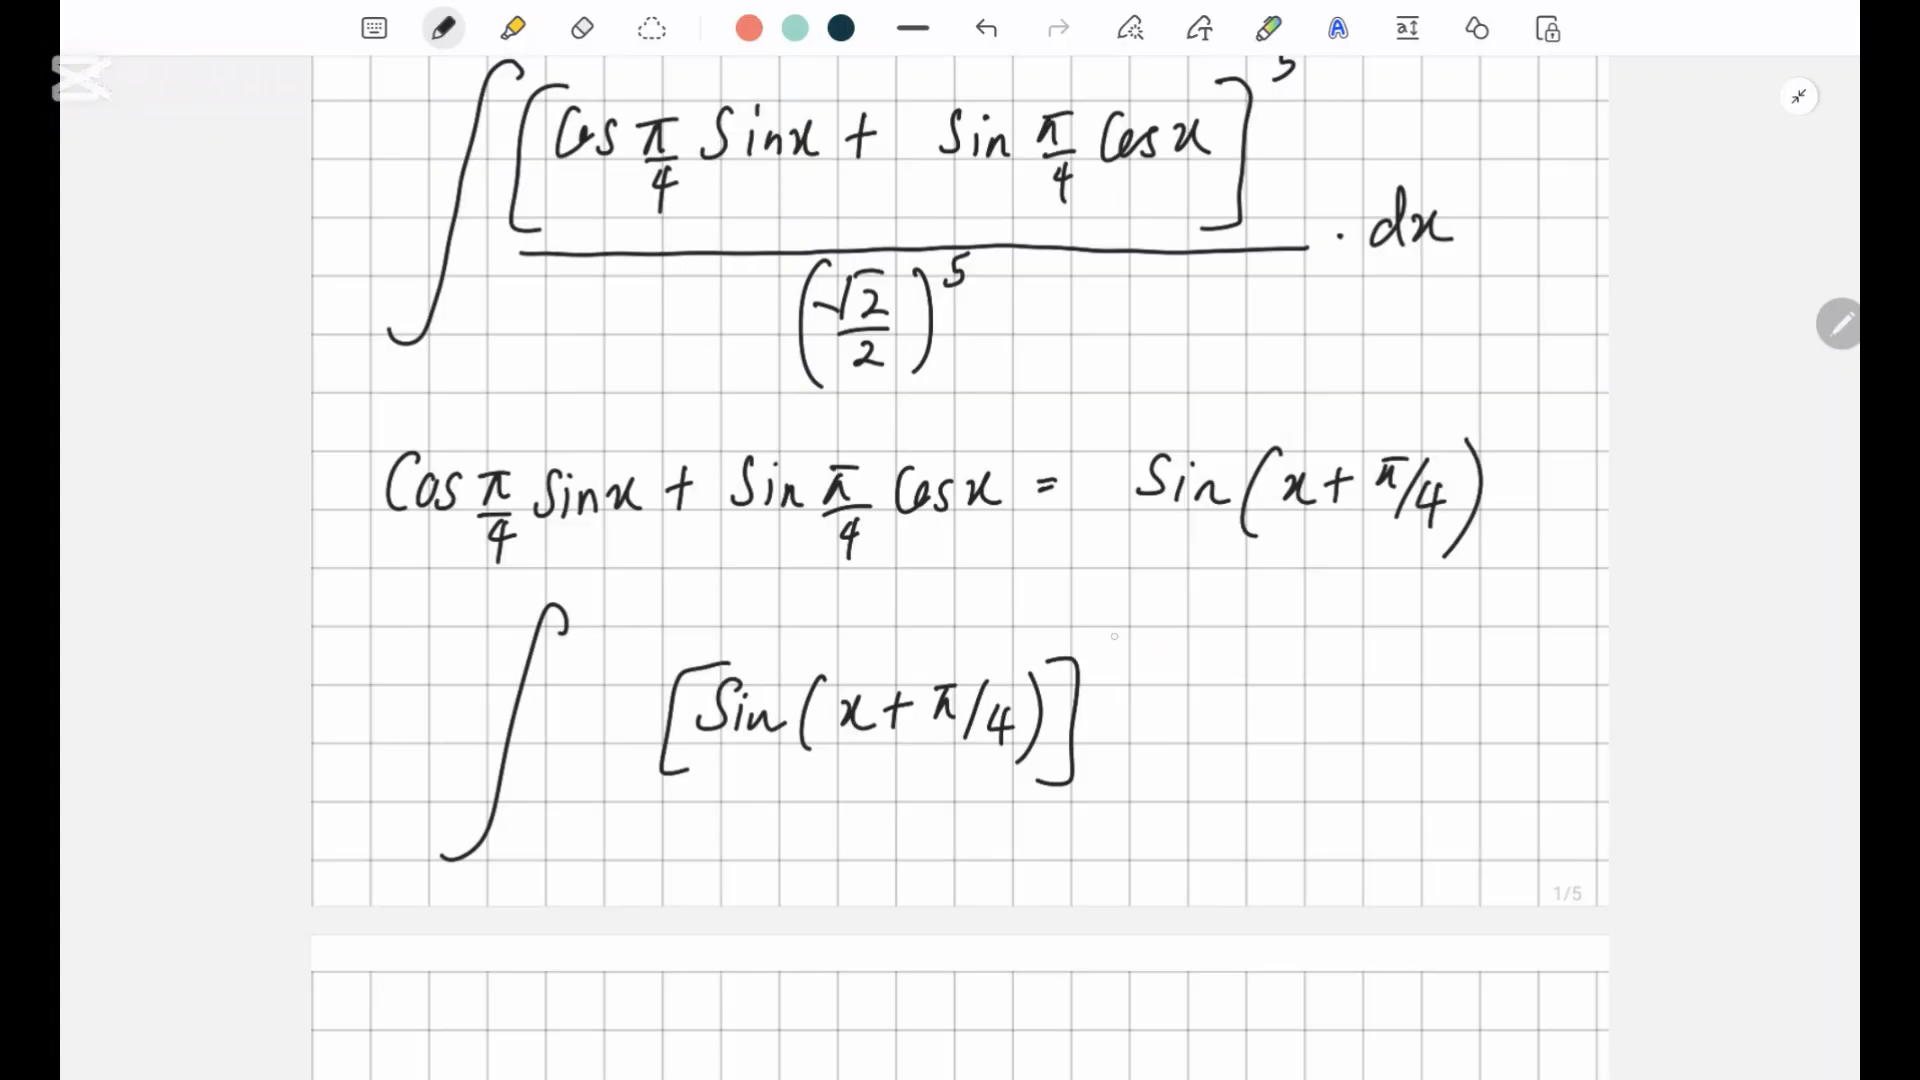 ∫ [Cos π/4 Sinx + Sin π/4 Cosx]^5 / (√2/2)^5 . dx
Cos π/4 Sinx + Sin π/4 Cosx = Sin(x + π/4)
∫ [Sin(x + π/4)]
1/5